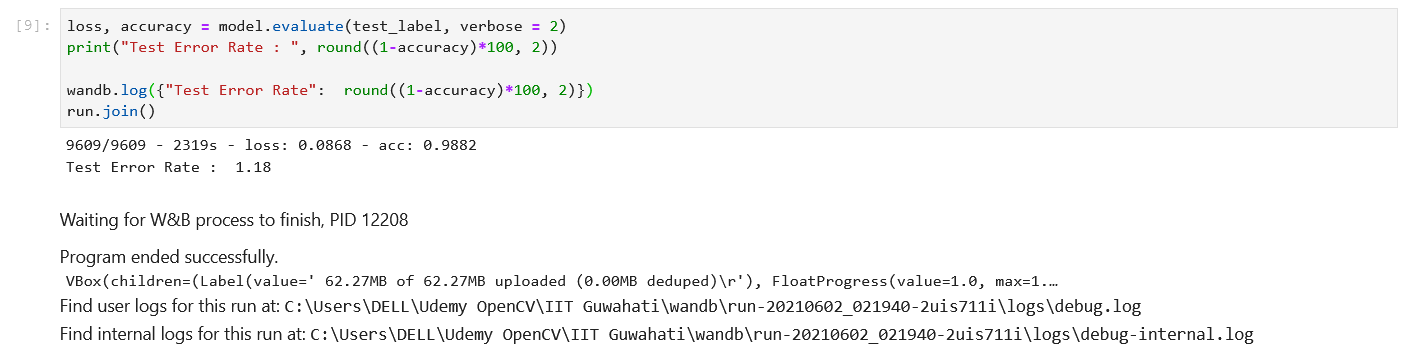 [9]: loss, accuracy = model.evaluate(test_label, verbose = 2)
print("Test Error Rate : ", round((1-accuracy)*100, 2))
wandb.log({"Test Error Rate":  round((1-accuracy)*100, 2)})
run.join()
9609/9609 - 2319s - loss: 0.0868 - acc: 0.9882
Test Error Rate :  1.18
Waiting for W&B process to finish, PID 12208
Program ended successfully.
VBox(children=(Label(value=' 62.27MB of 62.27MB uploaded (0.00MB deduped)\r'), FloatProgress(value=1.0, max=1.…
Find user logs for this run at: C:\Users\DELL\Udemy OpenCV\IIT Guwahati\wandb\run-20210602_021940-2uis711i\logs\debug.log
Find internal logs for this run at: C:\Users\DELL\Udemy OpenCV\IIT Guwahati\wandb\run-20210602_021940-2uis711i\logs\debug-internal.log